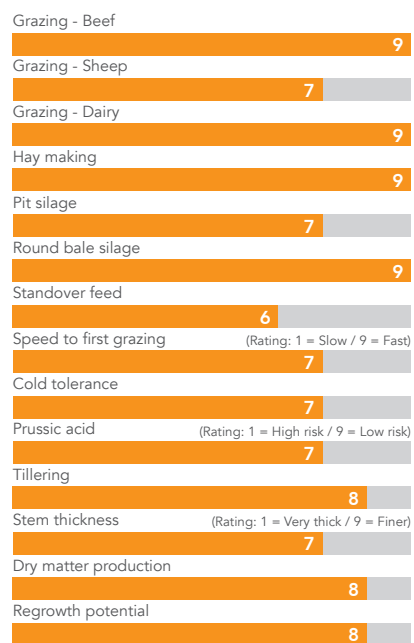 Grazing - Beef
9
Grazing - Sheep
7
Grazing - Dairy
9
Hay making
9
Pit silage
7
Round bale silage
9
Standover feed
6
Speed to first grazing (Rating: 1 = Slow / 9 = Fast)
7
Cold tolerance
7
Prussic acid (Rating: 1 = High risk / 9 = Low risk)
7
Tillering
8
Stem thickness (Rating: 1 = Very thick / 9 = Finer)
7
Dry matter production
8
Regrowth potential
8